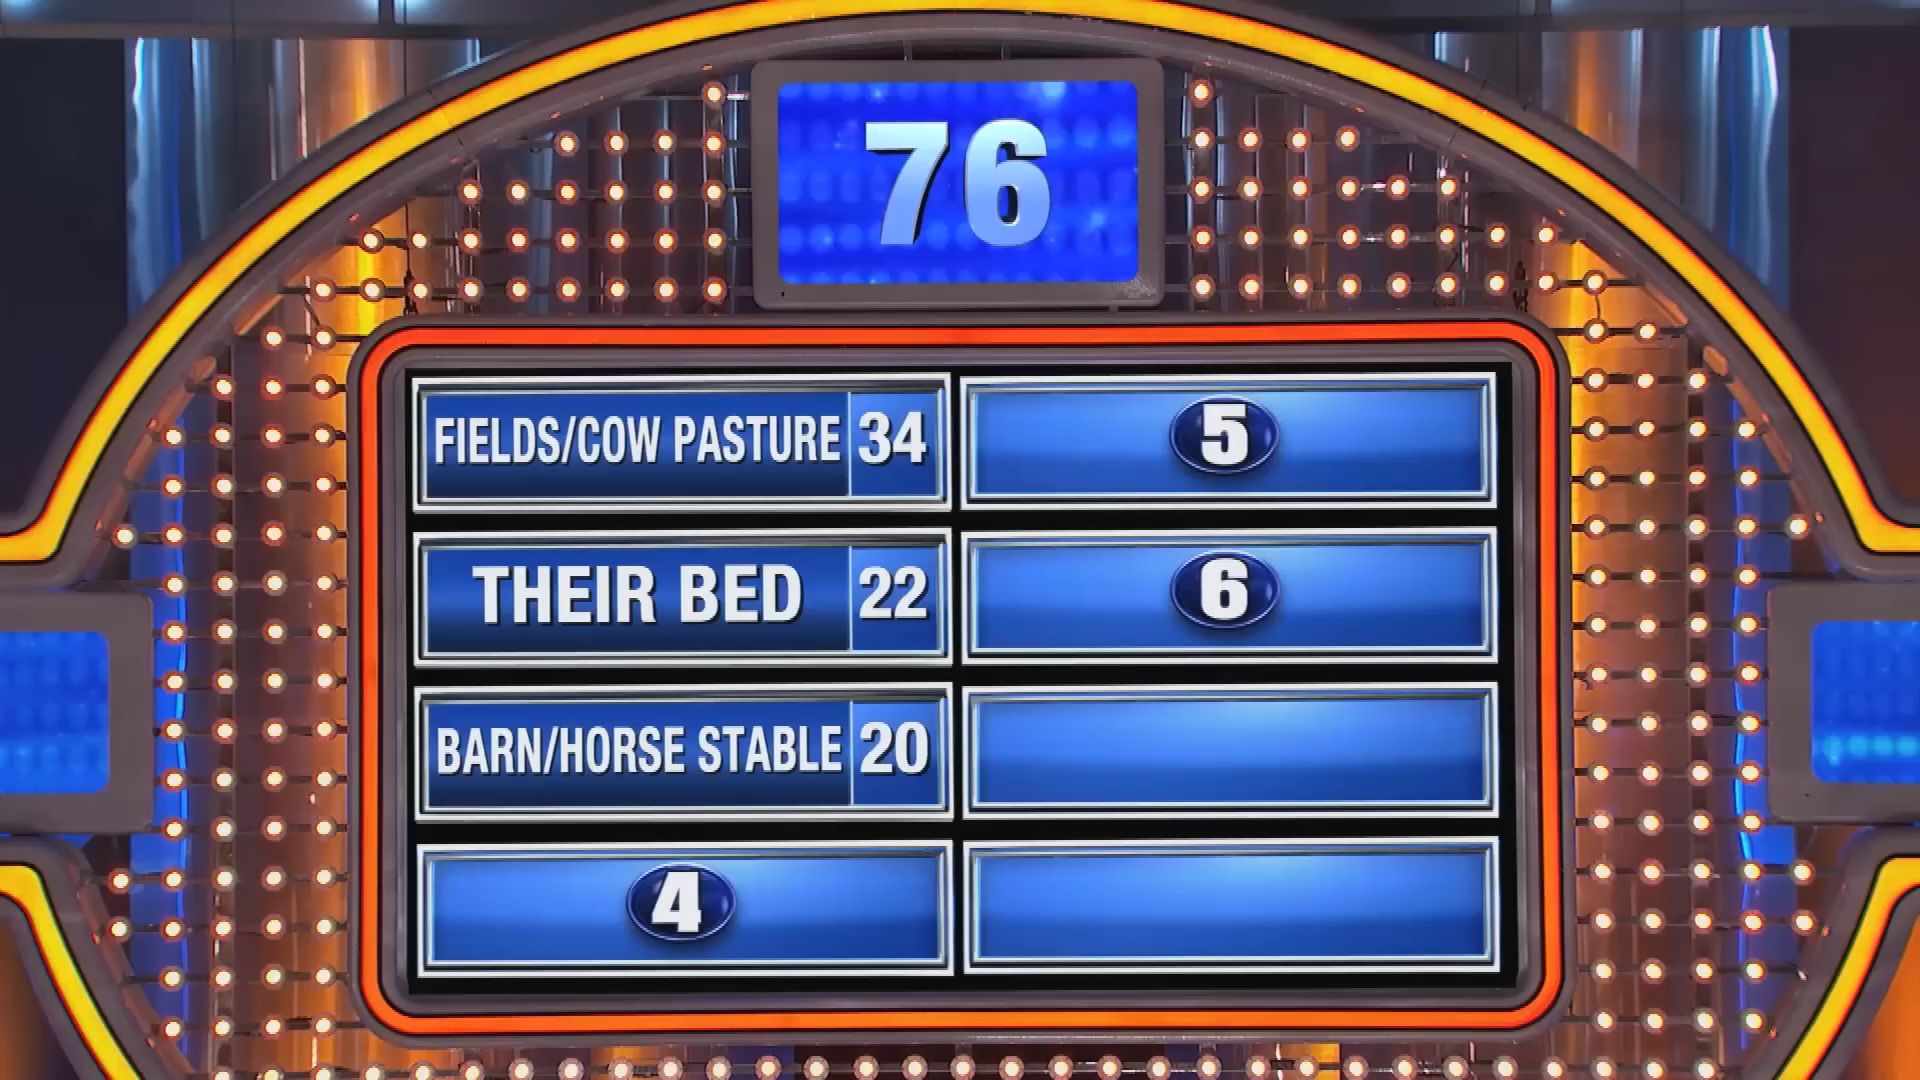 76
FIELDS/COW PASTURE 34
THEIR BED 22
BARN/HORSE STABLE 20
4
5
6